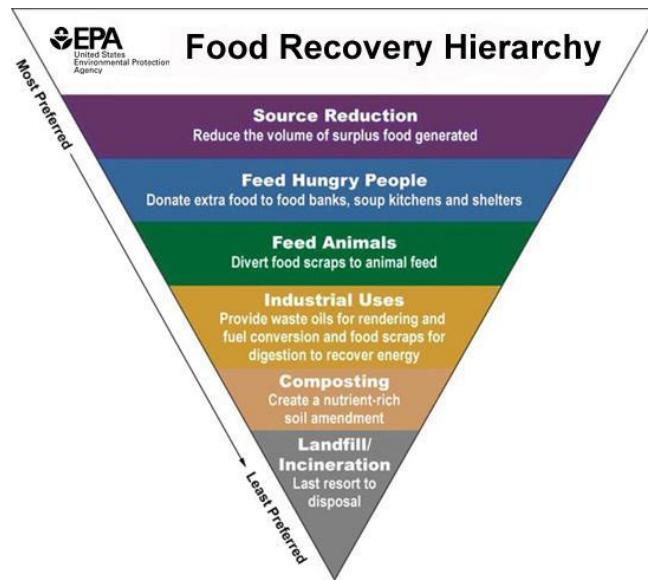 EPA
United States
Environmental Protection
Agency
Food Recovery Hierarchy
Most Preferred
Source Reduction
Reduce the volume of surplus food generated
Feed Hungry People
Donate extra food to food banks, soup kitchens and shelters
Feed Animals
Divert food scraps to animal feed
Industrial Uses
Provide waste oils for rendering and
fuel conversion and food scraps for
digestion to recover energy
Composting
Create a nutrient-rich
soil amendment
Landfill/
Incineration
Last resort to
disposal
Least Preferred